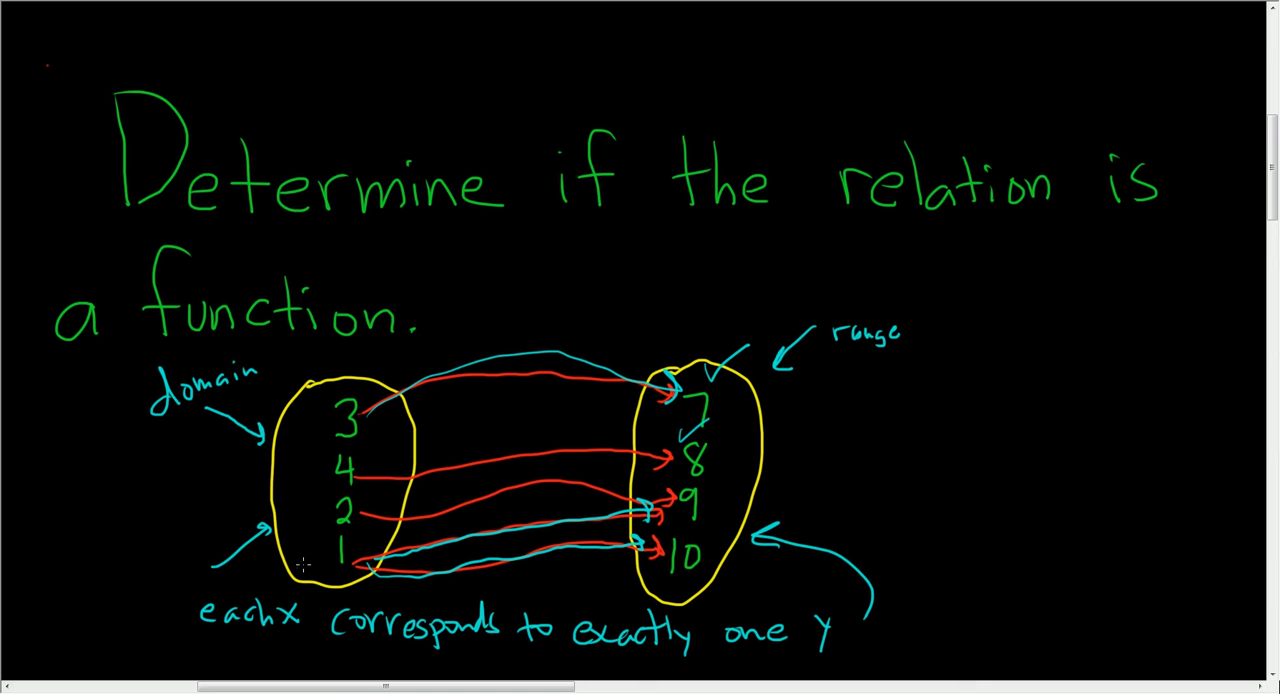 Determine if the relation is
a function.
range
domain
3
7
4
8
2
9
1
10
each x corresponds to exactly one y